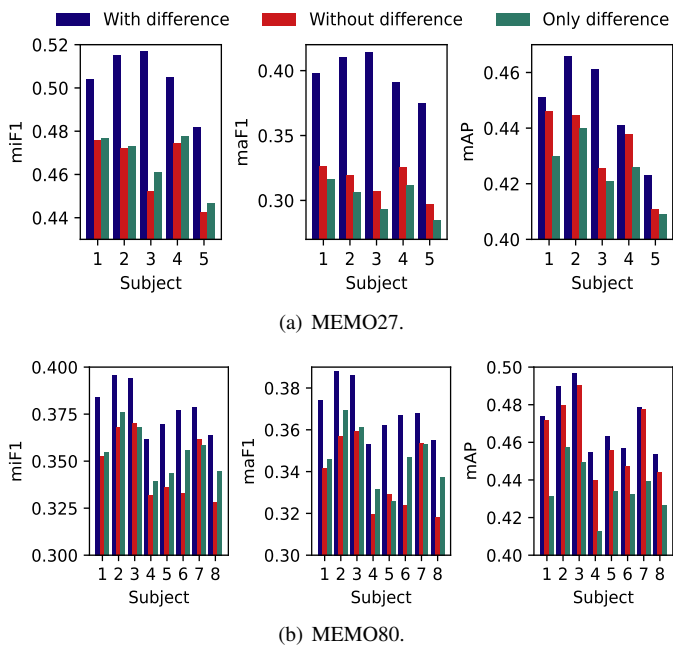 With difference Without difference Only difference
0.52
0.50
0.48
0.46
0.44
miF1
1 2 3 4 5
Subject
0.40
0.35
0.30
maF1
1 2 3 4 5
Subject
0.46
0.44
0.42
0.40
mAP
1 2 3 4 5
Subject
(a) MEMO27.
0.400
0.375
0.350
0.325
0.300
miF1
1 2 3 4 5 6 7 8
Subject
0.38
0.36
0.34
0.32
0.30
maF1
1 2 3 4 5 6 7 8
Subject
0.50
0.48
0.46
0.44
0.42
0.40
mAP
1 2 3 4 5 6 7 8
Subject
(b) MEMO80.